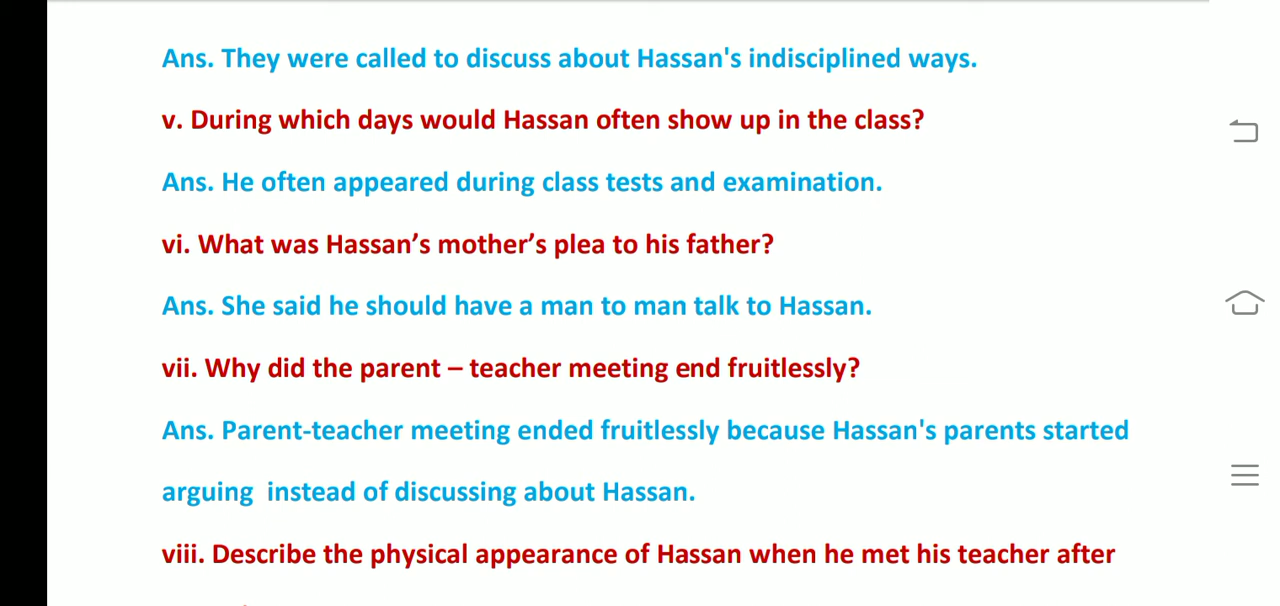 Ans. They were called to discuss about Hassan's indisciplined ways.
v. During which days would Hassan often show up in the class?
Ans. He often appeared during class tests and examination.
vi. What was Hassan’s mother’s plea to his father?
Ans. She said he should have a man to man talk to Hassan.
vii. Why did the parent – teacher meeting end fruitlessly?
Ans. Parent-teacher meeting ended fruitlessly because Hassan's parents started
arguing  instead of discussing about Hassan.
viii. Describe the physical appearance of Hassan when he met his teacher after